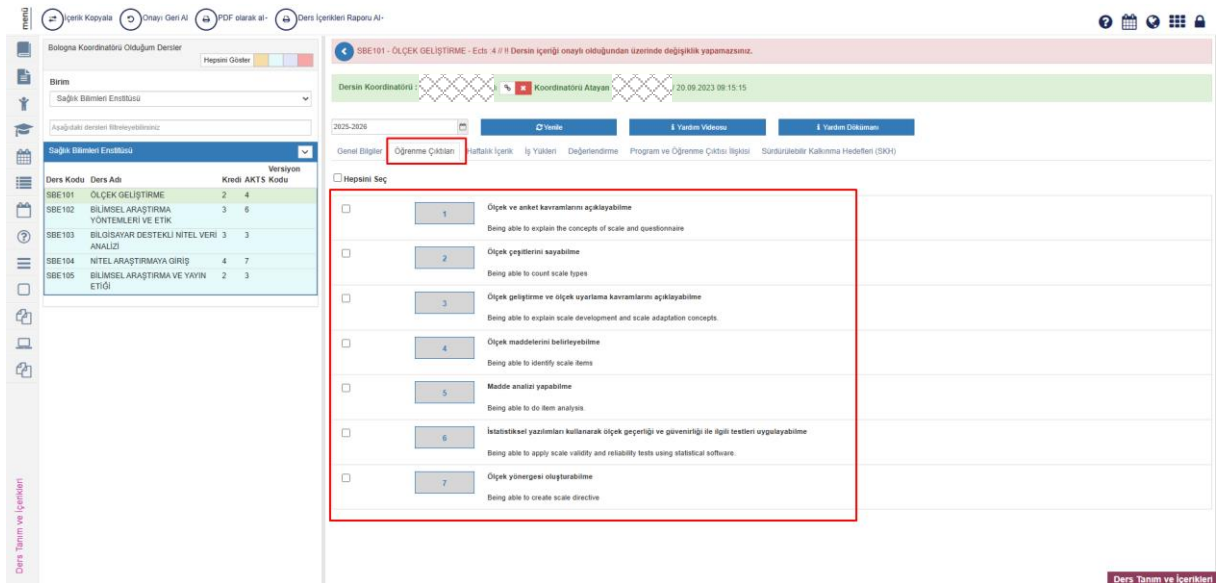 menü
İçerik Kopyala Onayı Geri Al PDF olarak al- Ders İçerikleri Raporu Al-
Bologna Koordinatörü Olduğum Dersler
Hepsini Göster
Birim
Sağlık Bilimleri Enstitüsü
Aşağıdaki dersleri filtreleyebilirsiniz
Sağlık Bilimleri Enstitüsü
Ders Kodu Ders Adı Kredi AKTS Versiyon Kodu
SBE101 ÖLÇEK GELİŞTİRME 2 4
SBE102 BİLİMSEL ARAŞTIRMA YÖNTEMLERİ VE ETİK 3 6
SBE103 BİLGİSAYAR DESTEKLİ NİTEL VERİ ANALİZİ 3 3
SBE104 NİTEL ARAŞTIRMAYA GİRİŞ 4 7
SBE105 BİLİMSEL ARAŞTIRMA VE YAYIN ETİĞİ 2 3
Ders Tanım ve İçerikleri
SBE101 - ÖLÇEK GELİŞTİRME - Ects :4 // !! Dersin içeriği onaylı olduğundan üzerinde değişiklik yapamazsınız.
Dersin Koordinatörü : Koordinatörü Atayan / 20.09.2023 09:15:15
2025-2026 Yenile Yardım Videosu Yardım Dökümanı
Genel Bilgiler Öğrenme Çıktıları Haftalık İçerik İş Yükleri Değerlendirme Program ve Öğrenme Çıktısı İlişkisi Sürdürülebilir Kalkınma Hedefleri (SKH)
Hepsini Seç
1 Ölçek ve anket kavramlarını açıklayabilme
Being able to explain the concepts of scale and questionnaire
2 Ölçek çeşitlerini sayabilme
Being able to count scale types
3 Ölçek geliştirme ve ölçek uyarlama kavramlarını açıklayabilme
Being able to explain scale development and scale adaptation concepts.
4 Ölçek maddelerini belirleyebilme
Being able to identify scale items
5 Madde analizi yapabilme
Being able to do item analysis.
6 İstatistiksel yazılımları kullanarak ölçek geçerliği ve güvenirliği ile ilgili testleri uygulayabilme
Being able to apply scale validity and reliability tests using statistical software.
7 Ölçek yönergesi oluşturabilme
Being able to create scale directive
Ders Tanım ve İçerikleri